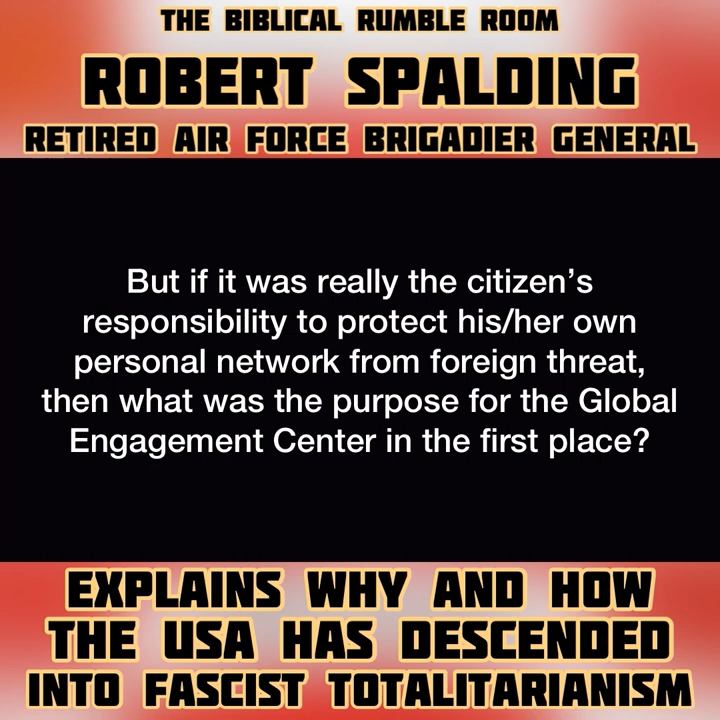 THE BIBLICAL RUMBLE ROOM
ROBERT SPALDING
RETIRED AIR FORCE BRIGADIER GENERAL
But if it was really the citizen’s
responsibility to protect his/her own
personal network from foreign threat,
then what was the purpose for the Global
Engagement Center in the first place?
EXPLAINS WHY AND HOW
THE USA HAS DESCENDED
INTO FASCIST TOTALITARIANISM